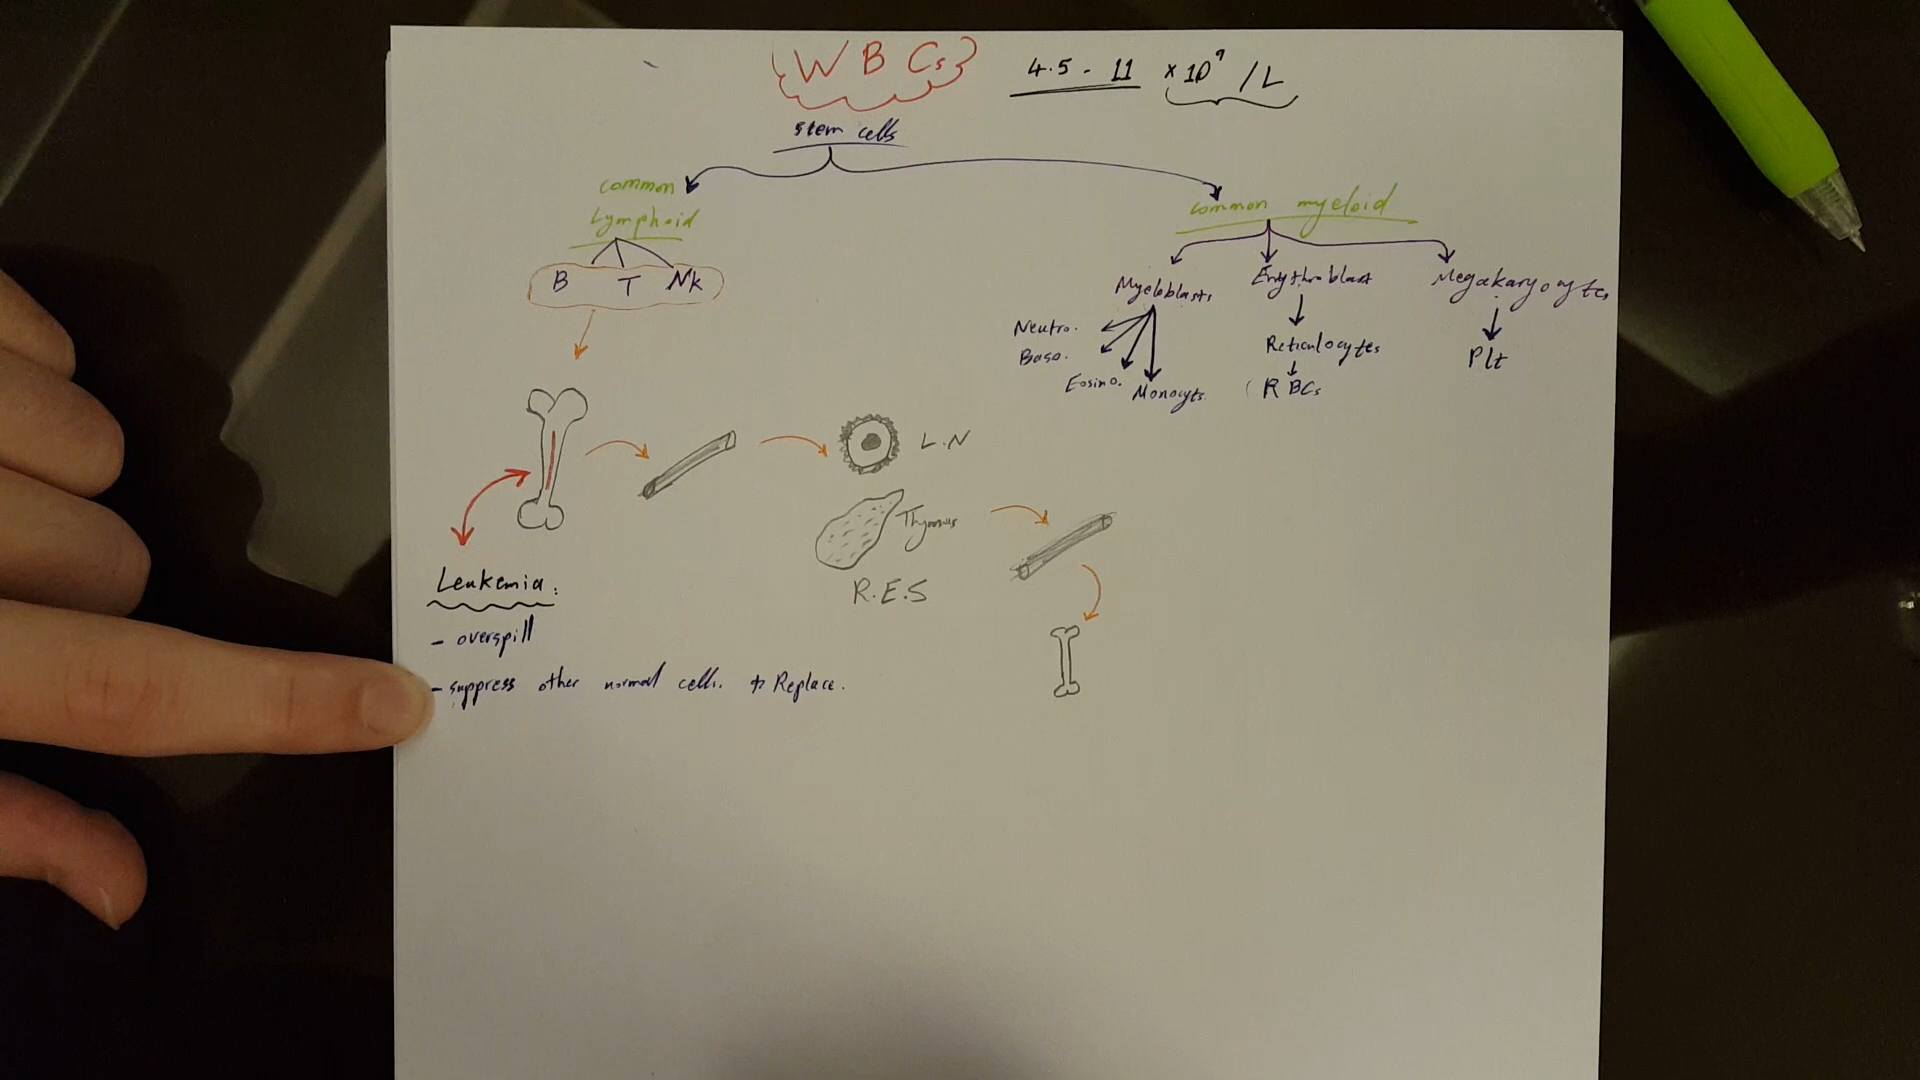 WBCs 4.5 - 11 x10⁹ /L
stem cells
common
Lymphoid
common myeloid
B T Nk
Myeloblasts Erythroblast Megakaryocytes
Neutro.
Baso.
Eosino.
Monocyts.
Reticulocytes
RBCs
Plt
L.N
Thymus
R.E.S
Leukemia:
- overspill
- suppress other normal cells. + Replace.